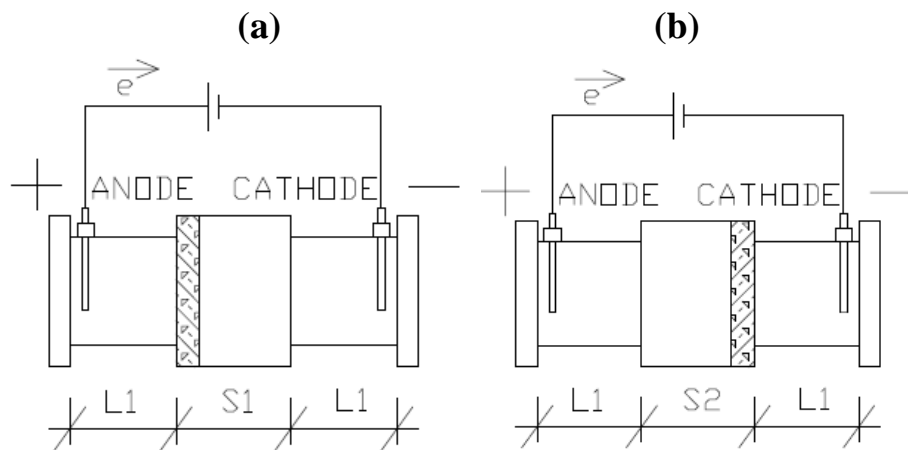 (a)
e
+ ANODE CATHODE —
L1 S1 L1
(b)
e
+ ANODE CATHODE —
L1 S2 L1